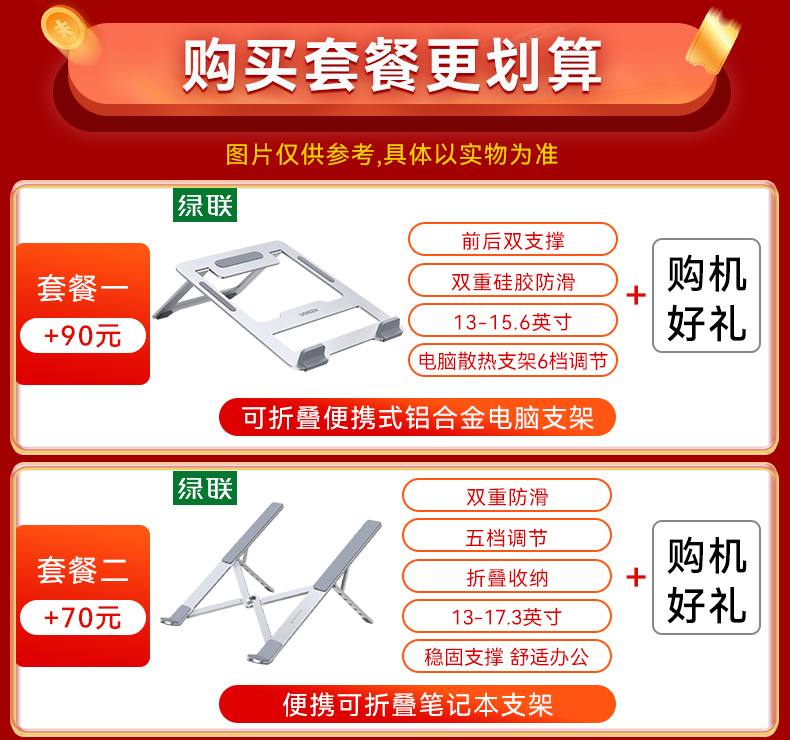 购买套餐更划算
图片仅供参考,具体以实物为准
绿联
套餐一
+90元
UGREEN
前后双支撑
双重硅胶防滑
13-15.6英寸
电脑散热支架6档调节
+
购机
好礼
可折叠便携式铝合金电脑支架
绿联
套餐二
+70元
双重防滑
五档调节
折叠收纳
13-17.3英寸
稳固支撑 舒适办公
+
购机
好礼
便携可折叠笔记本支架